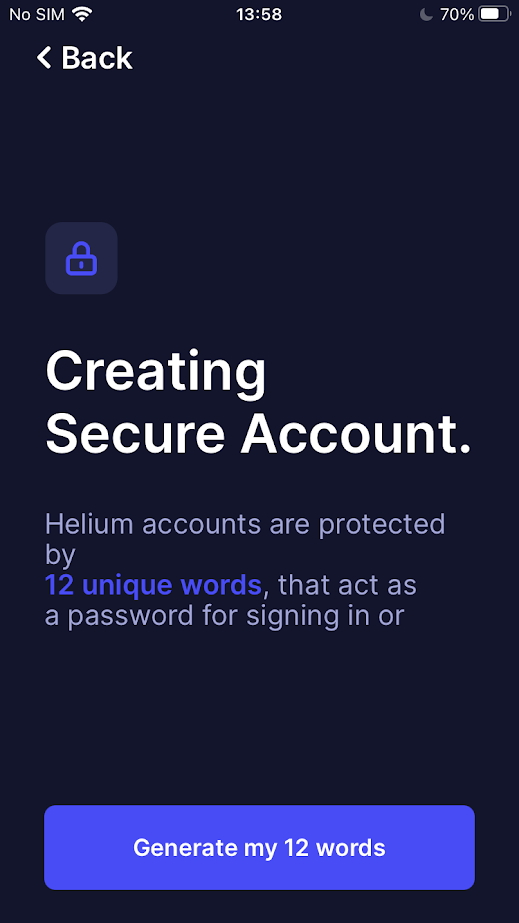 No SIM 13:58 70%
Back
Creating
Secure Account.
Helium accounts are protected
by
12 unique words, that act as
a password for signing in or
Generate my 12 words